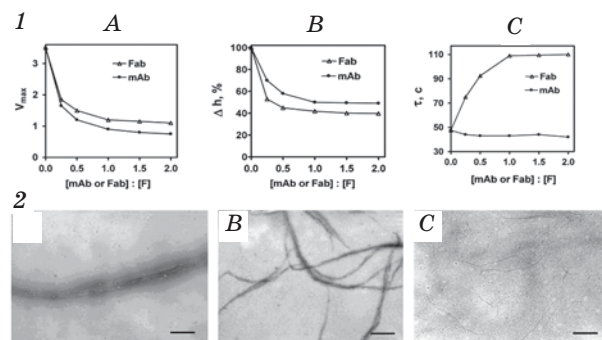 1 A B C
3
2
1
0
V max
0.0 0.5 1.0 1.5 2.0
[mAb or Fab] : [F]
Fab
mAb
100
80
60
40
20
0
Δ h, %
0.0 0.5 1.0 1.5 2.0
[mAb or Fab] : [F]
Fab
mAb
110
90
70
50
30
τ, c
0.0 0.5 1.0 1.5 2.0
[mAb or Fab] : [F]
Fab
mAb
2
B C